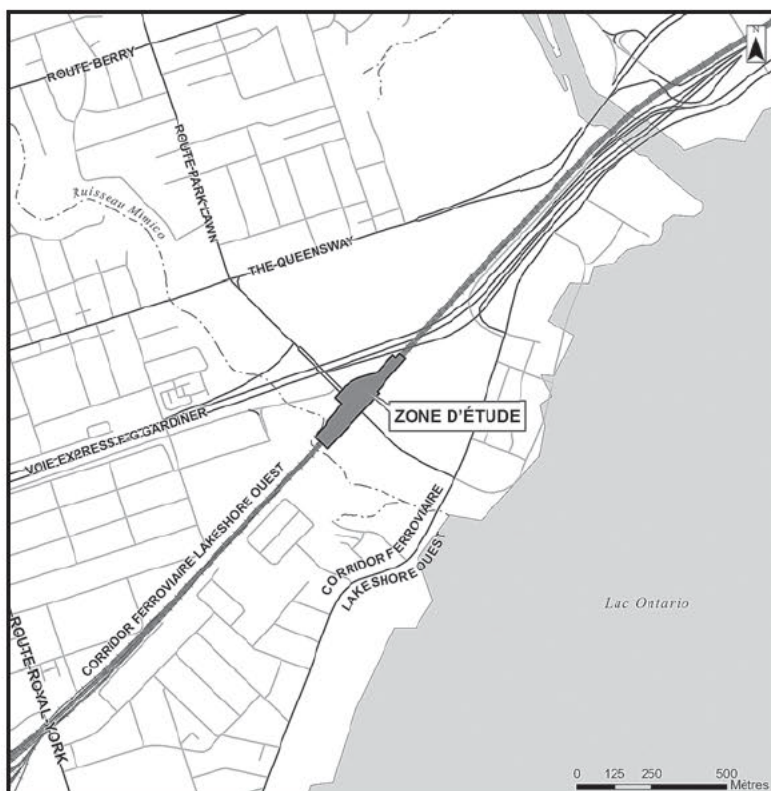 N
ROUTE BERRY
ROUTE PARK LAWN
Ruisseau Mimico
THE QUEENSWAY
ZONE D'ÉTUDE
VOIE EXPRESS F. G. GARDINER
CORRIDOR FERROVIAIRE LAKESHORE OUEST
CORRIDOR FERROVIAIRE
LAKESHORE OUEST
Lac Ontario
ROUTE ROYAL YORK
0 125 250 500
Mètres